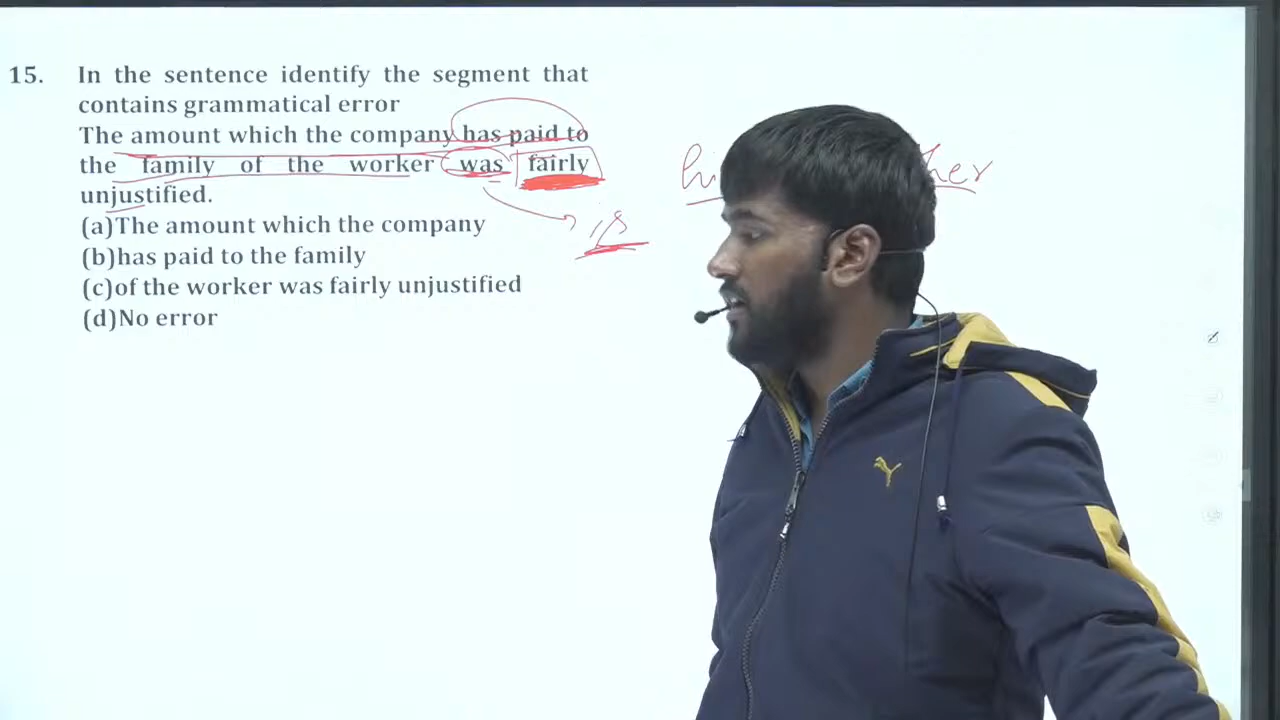 15. In the sentence identify the segment that
contains grammatical error
The amount which the company has paid to
the family of the worker was fairly
unjustified.
is
(a)The amount which the company
(b)has paid to the family
(c)of the worker was fairly unjustified
(d)No error